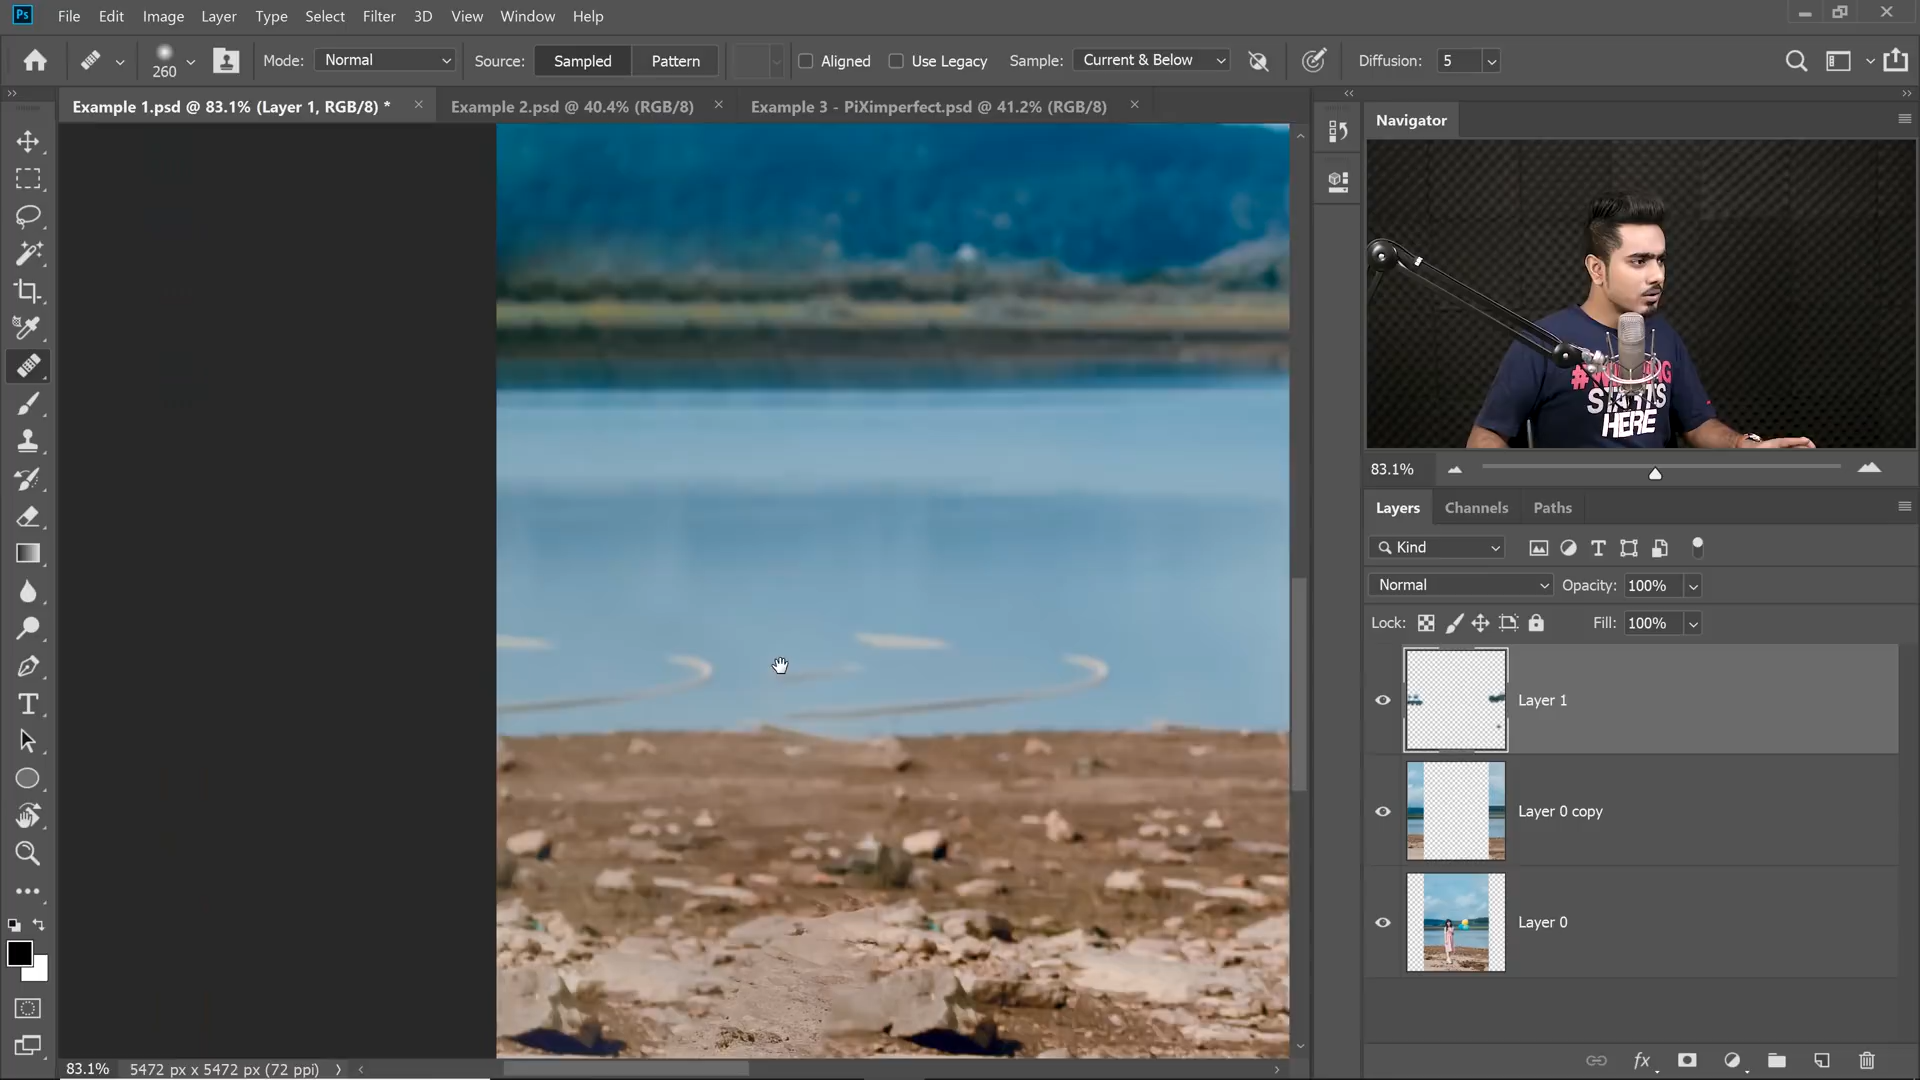 Ps File Edit Image Layer Type Select Filter 3D View Window Help
260 Mode: Normal Source: Sampled Pattern Aligned Use Legacy Sample: Current & Below Diffusion: 5
Example 1.psd @ 83.1% (Layer 1, RGB/8) * Example 2.psd @ 40.4% (RGB/8) Example 3 - PiXimperfect.psd @ 41.2% (RGB/8)
Navigator
STARTS
HERE
83.1%
Layers Channels Paths
Kind
Normal Opacity: 100%
Lock: Fill: 100%
Layer 1
Layer 0 copy
Layer 0
83.1% 5472 px x 5472 px (72 ppi)